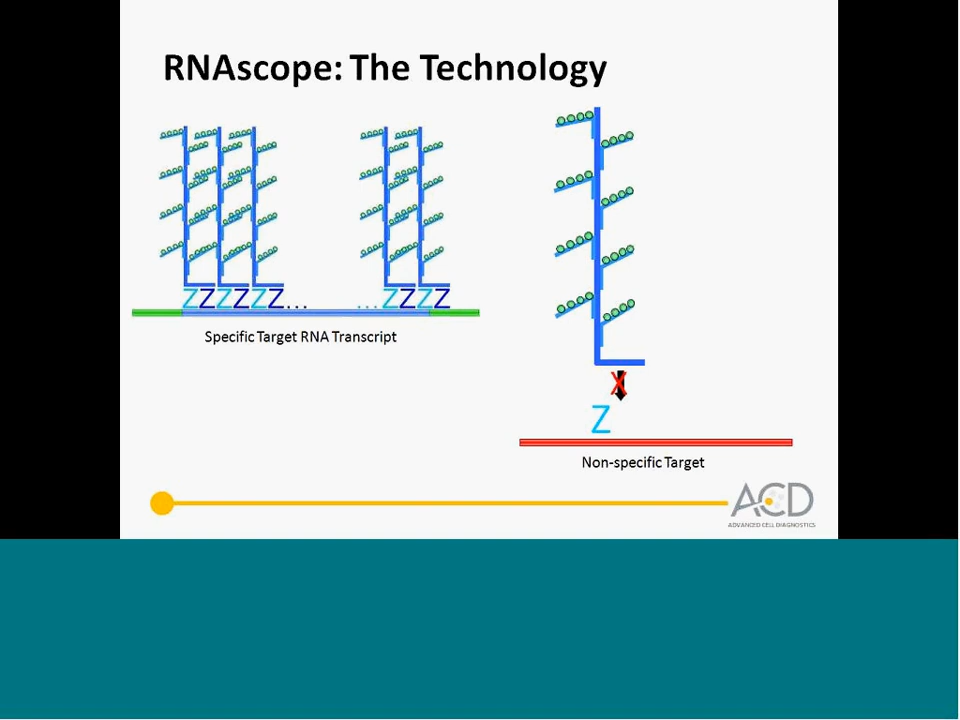 RNAscope: The Technology
ZZZZZZ... ...ZZZZ
Specific Target RNA Transcript
X
Z
Non-specific Target
ACD
ADVANCED CELL DIAGNOSTICS